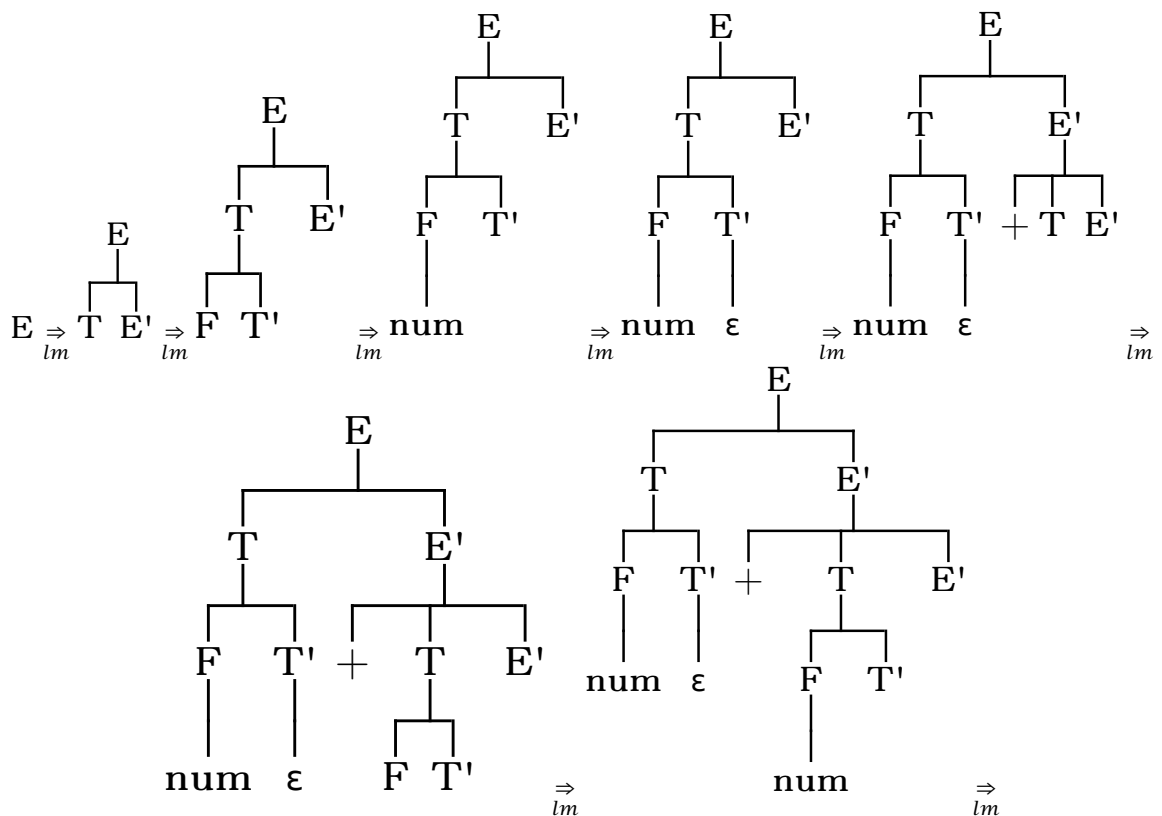 E ⇒ lm
E
T E'
⇒ lm
E
T E'
F T'
⇒ lm
E
T E'
F T'
num
⇒ lm
E
T E'
F T'
num ε
⇒ lm
E
T E'
F T' + T E'
num ε
⇒ lm
E
T E'
F T' + T E'
num ε F T'
⇒ lm
E
T E'
F T' + T E'
num ε F T'
num
⇒ lm